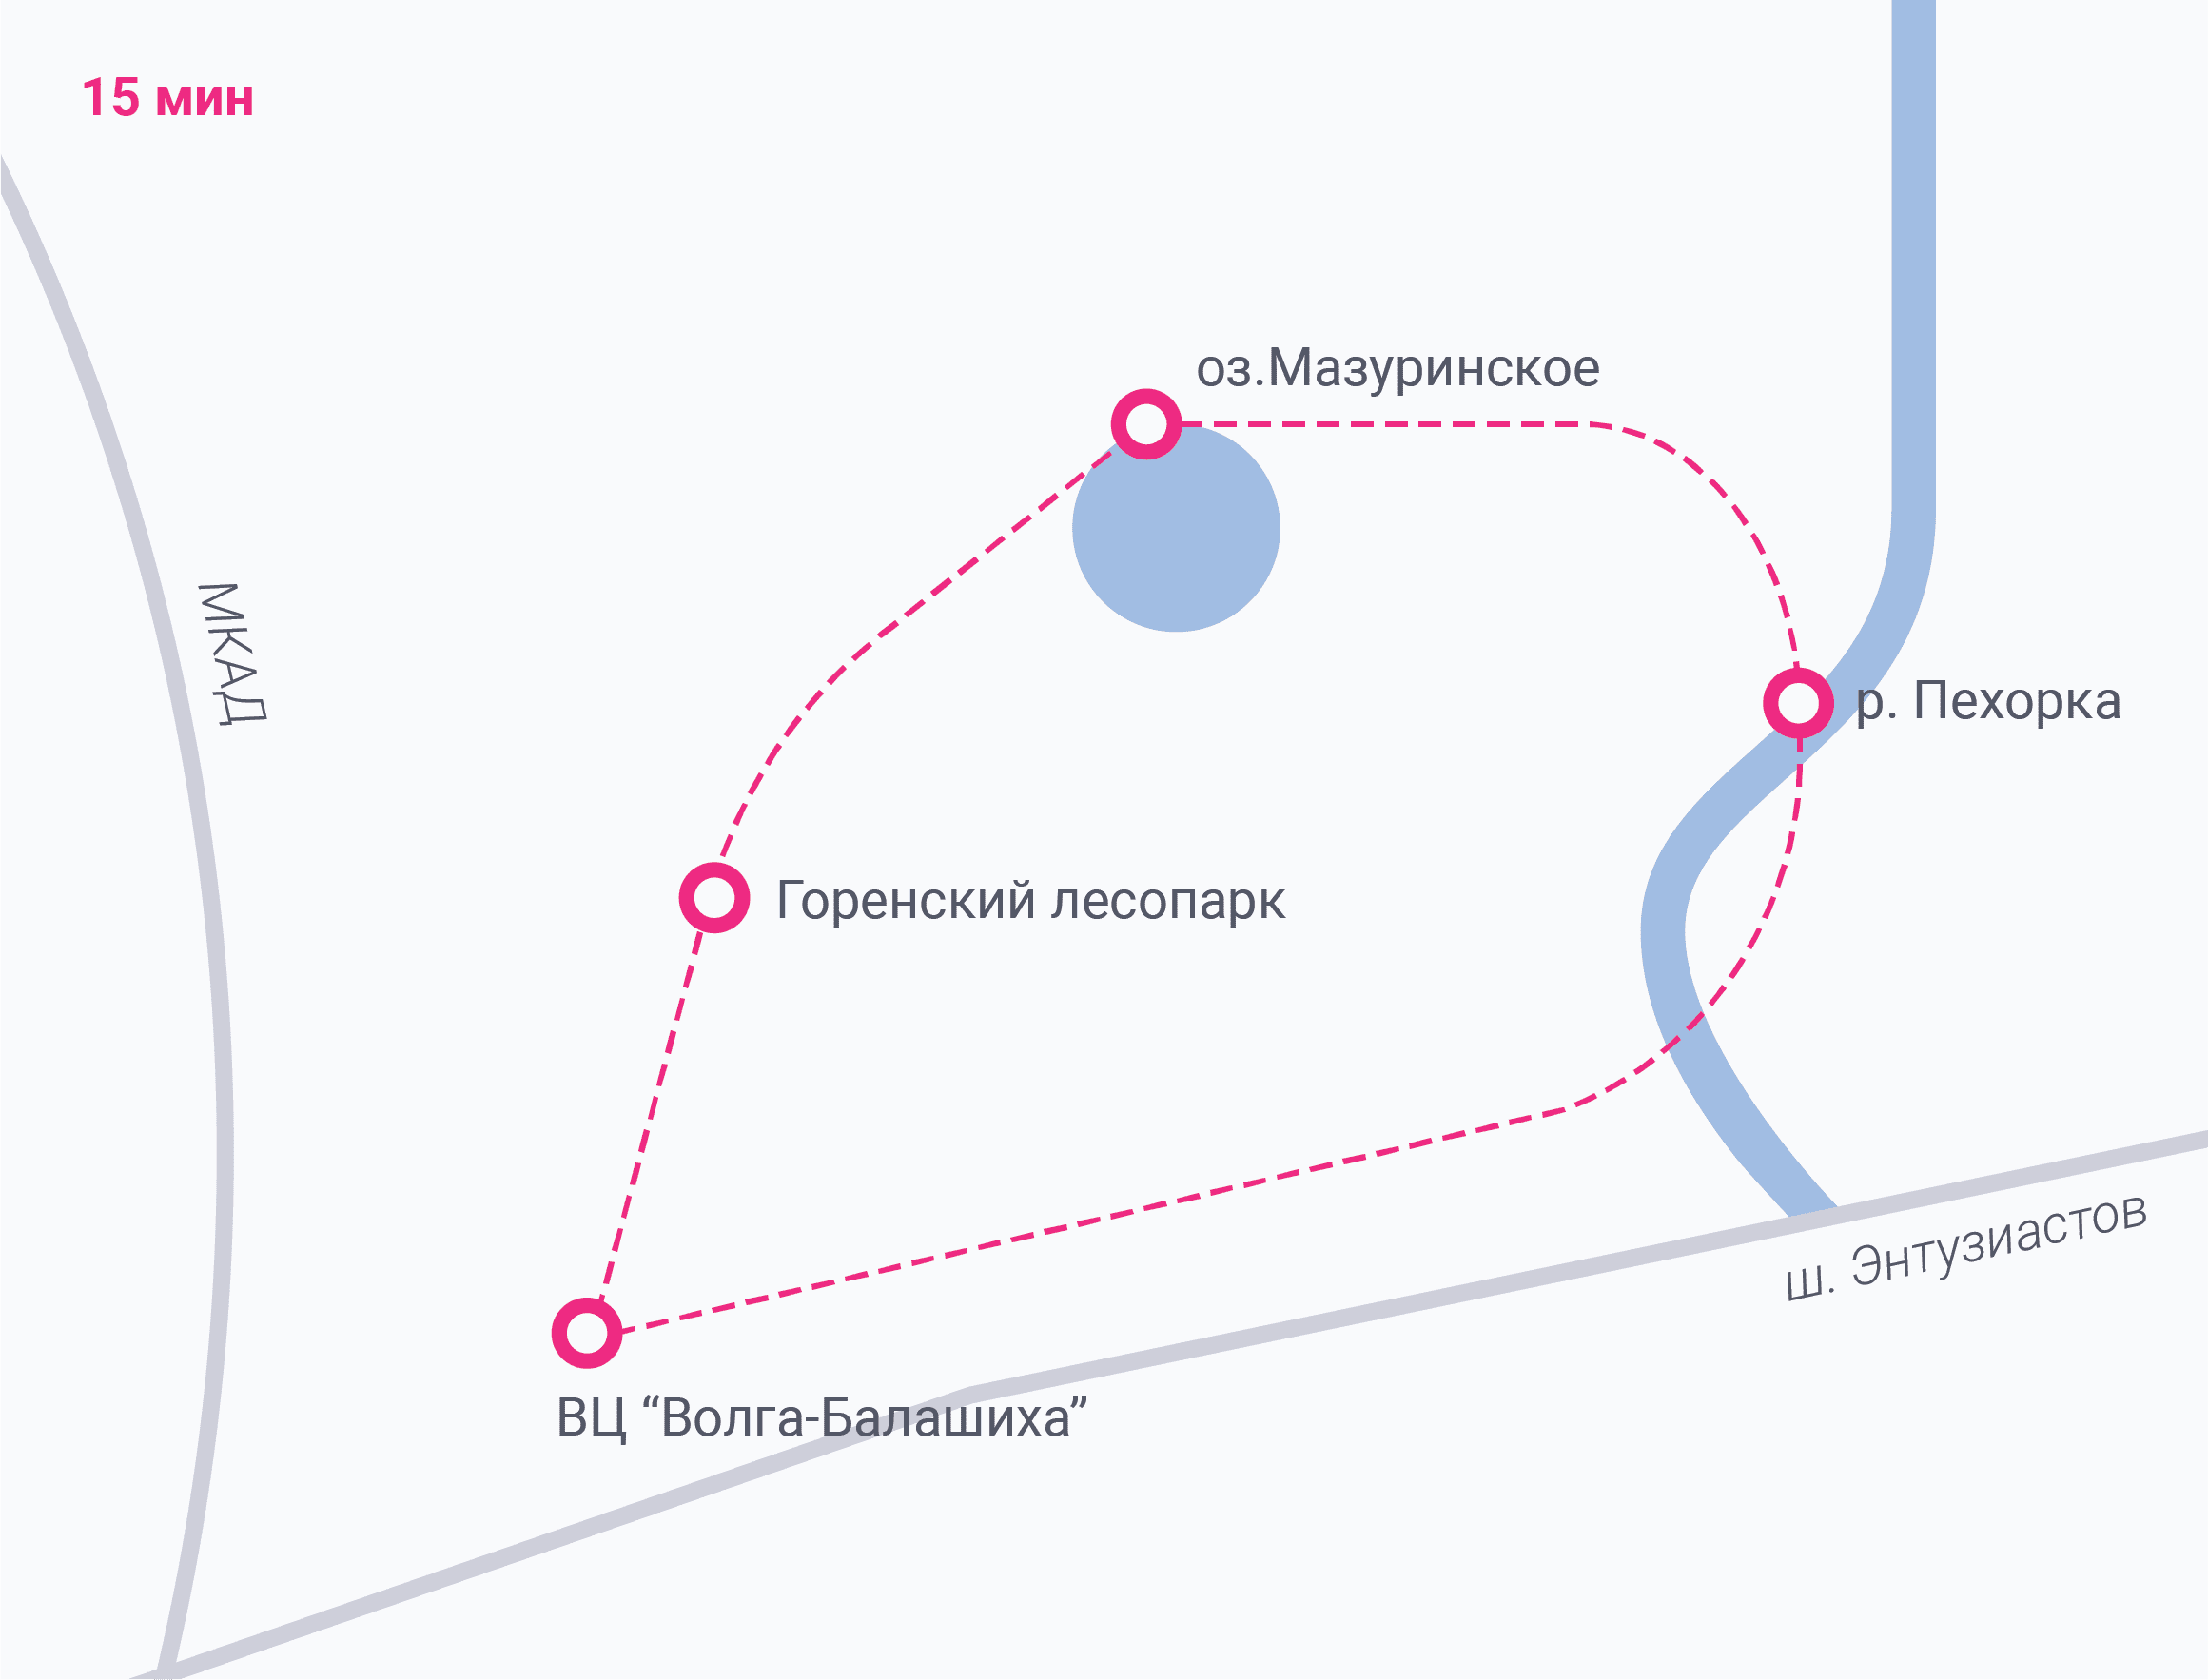 15 мин
оз.Мазуринское
МКАД
р. Пехорка
Горенский лесопарк
ш. Энтузиастов
ВЦ “Волга-Балашиха”